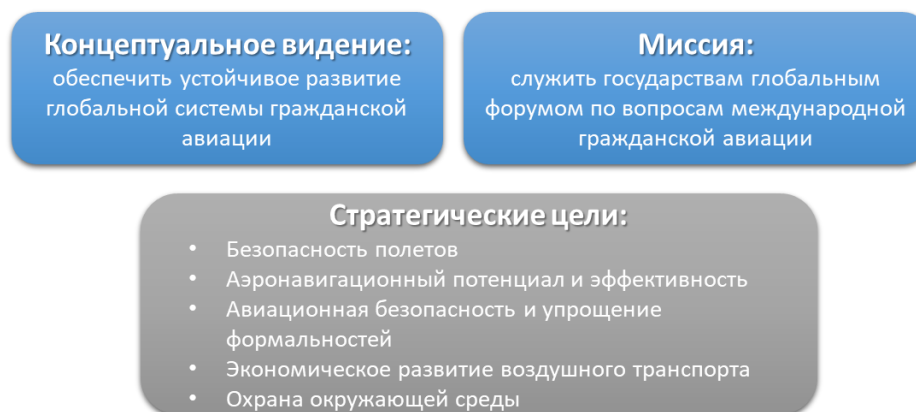 Концептуальное видение:
обеспечить устойчивое развитие
глобальной системы гражданской
авиации
Миссия:
служить государствам глобальным
форумом по вопросам международной
гражданской авиации
Стратегические цели:
• Безопасность полетов
• Аэронавигационный потенциал и эффективность
• Авиационная безопасность и упрощение
формальностей
• Экономическое развитие воздушного транспорта
• Охрана окружающей среды